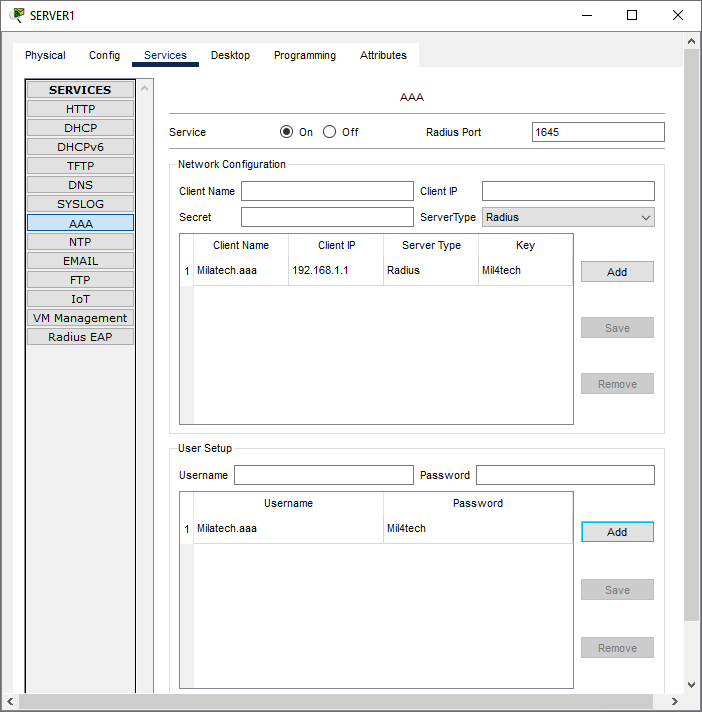 SERVER1
Physical Config Services Desktop Programming Attributes
SERVICES
HTTP
DHCP
DHCPv6
TFTP
DNS
SYSLOG
AAA
NTP
EMAIL
FTP
IoT
VM Management
Radius EAP
AAA
Service On Off Radius Port 1645
Network Configuration
Client Name Client IP
Secret ServerType Radius
Client Name Client IP Server Type Key
1 Milatech.aaa 192.168.1.1 Radius Mil4tech
Add
Save
Remove
User Setup
Username Password
Username Password
1 Milatech.aaa Mil4tech
Add
Save
Remove